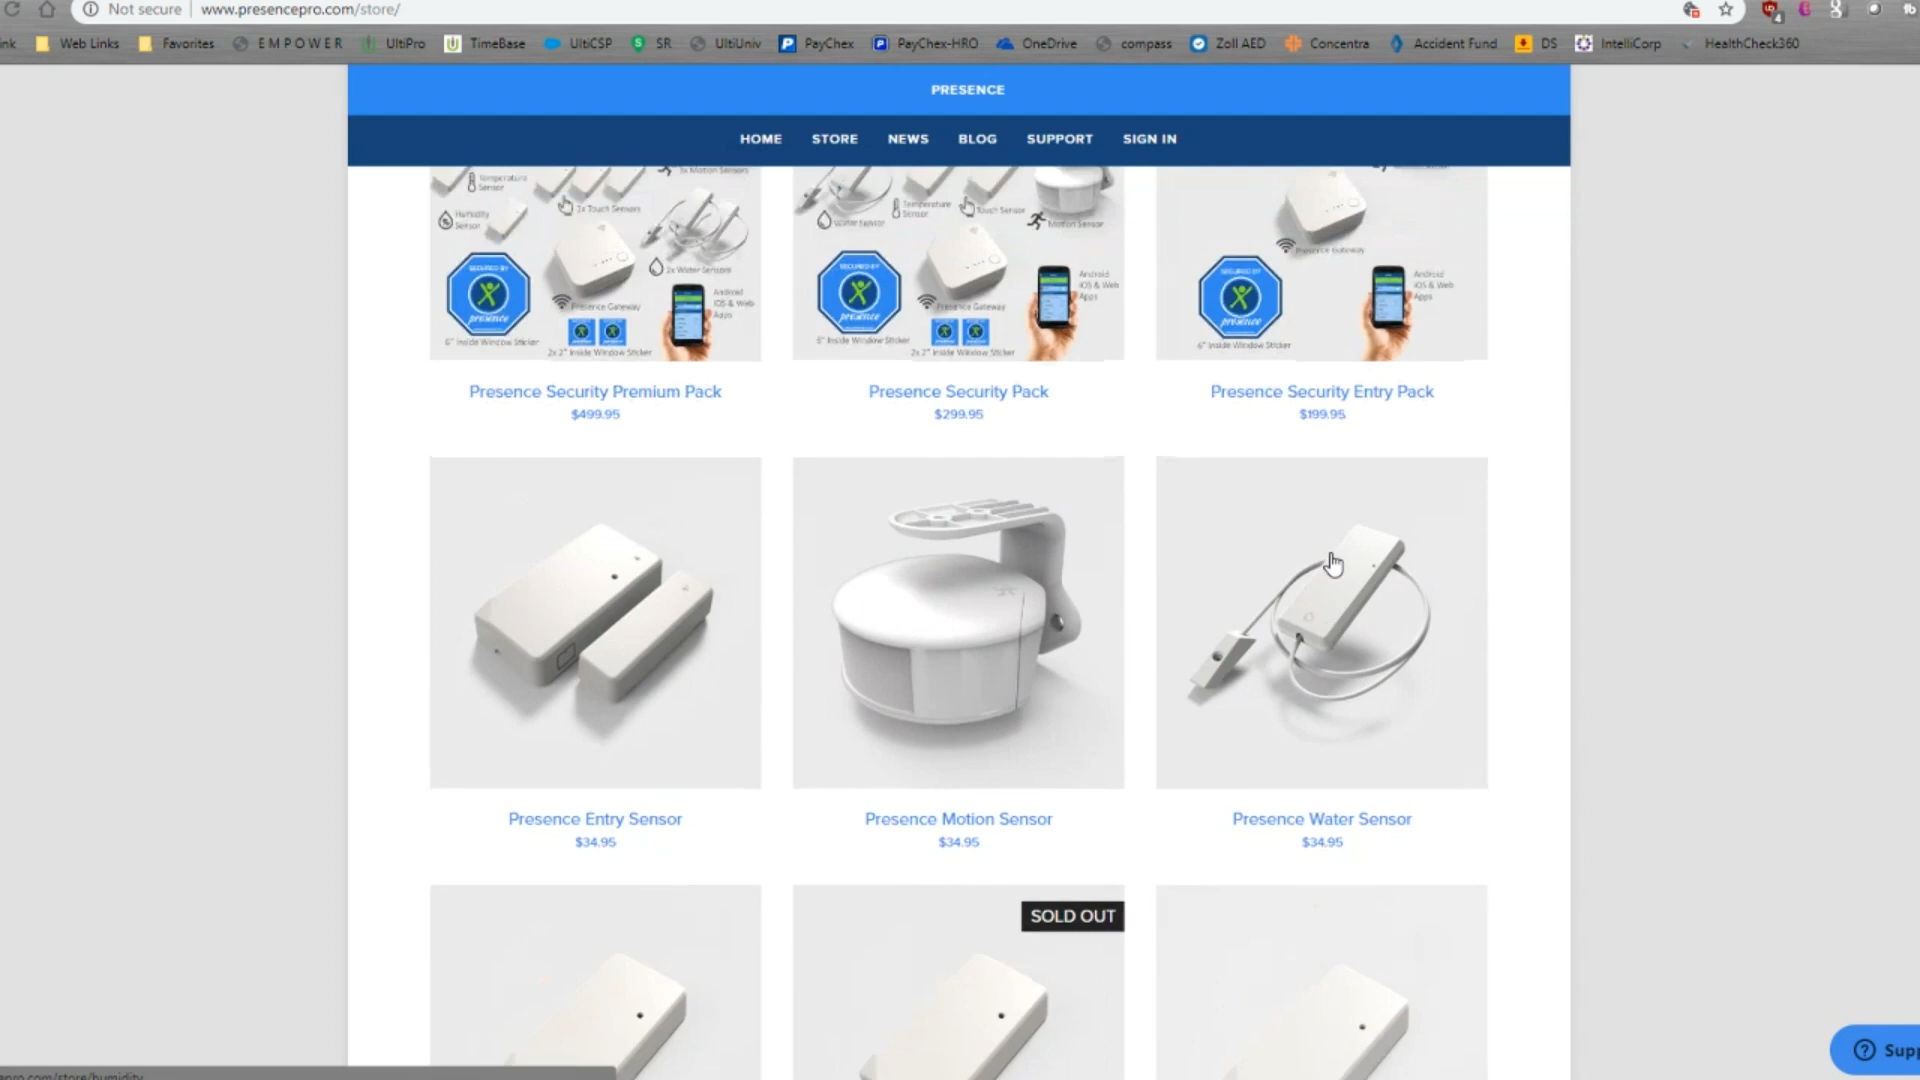 Not secure www.presencepro.com/store/
Web Links Favorites E M P O W E R UltiPro TimeBase UltiCSP SR UltiUniv PayChex PayChex-HRO OneDrive compass Zoll AED Concentra Accident Fund DS IntelliCorp HealthCheck360
PRESENCE
HOME STORE NEWS BLOG SUPPORT SIGN IN
3x Motion Sensors
Temperature
Sensor
2x Touch Sensors
Humidity
Sensor
2x Water Sensors
SECURED BY
presence
Presence Gateway
Android
iOS & Web
Apps
6" Inside Window Sticker
2x 2" Inside Window Sticker
Temperature
Sensor
Touch Sensor
Water Sensor
Motion Sensor
SECURED BY
presence
Presence Gateway
Android
iOS & Web
Apps
6" Inside Window Sticker
2x 2" Inside Window Sticker
Presence Gateway
SECURED BY
presence
Android
iOS & Web
Apps
6" Inside Window Sticker
Presence Security Premium Pack
$499.95
Presence Security Pack
$299.95
Presence Security Entry Pack
$199.95
Presence Entry Sensor
$34.95
Presence Motion Sensor
$34.95
Presence Water Sensor
$34.95
SOLD OUT
Supp
epro.com/store/humidity